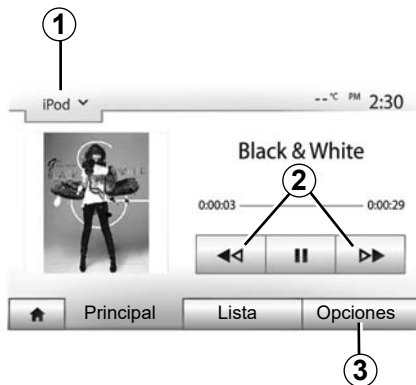 1
iPod
--°C PM 2:30
Black & White
2
0:00:03
0:00:29
Principal
Lista
Opciones
3